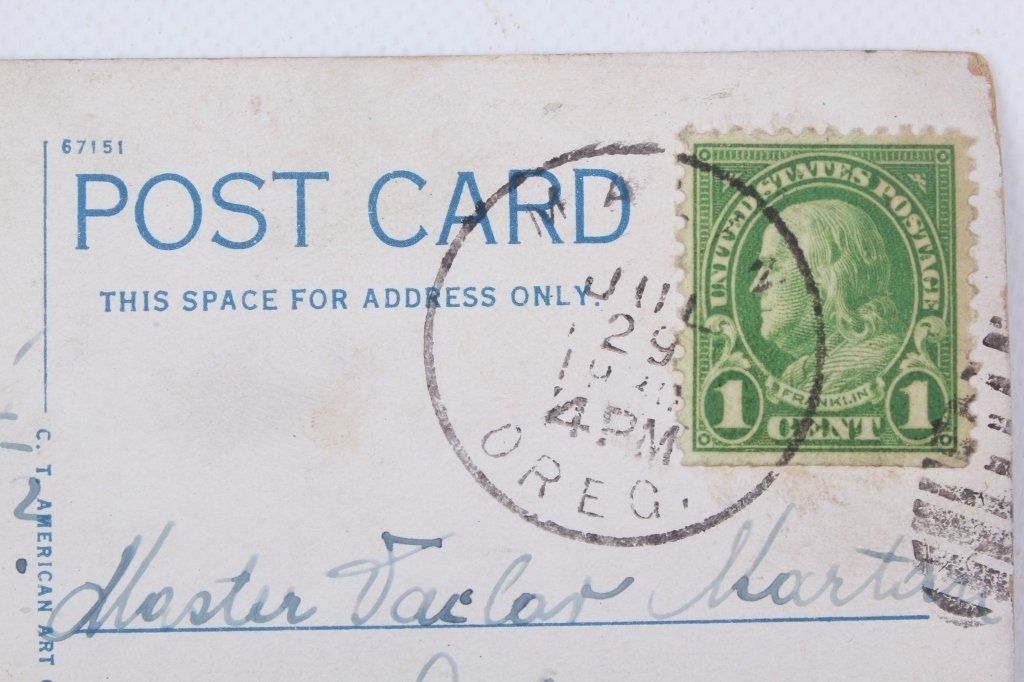 67151
POST CARD
THIS SPACE FOR ADDRESS ONLY.
UNITED STATES POSTAGE
FRANKLIN
1 CENT 1
JUL
29
4 PM
OREG.
C. T. AMERICAN ART
Master Vaclav